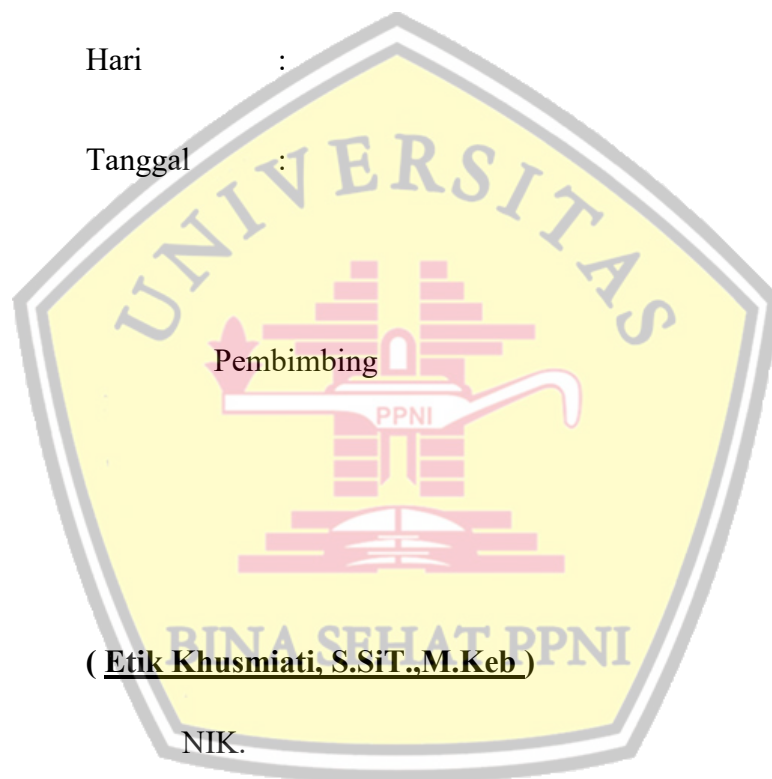 Hari :
Tanggal :
UNIVERSITAS
Pembimbing
PPNI
BINA SEHAT PPNI
( Etik Khusmiati, S.SiT.,M.Keb )
NIK.